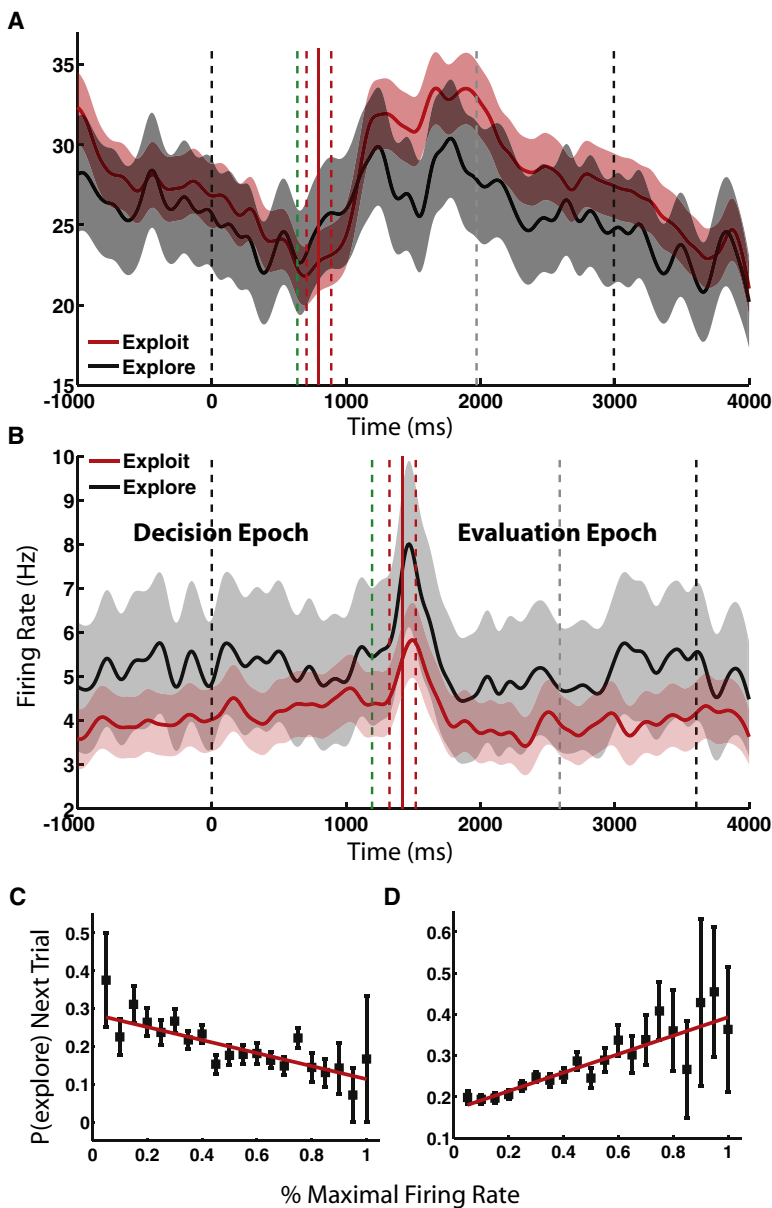 A
35
30
25
20
15
Exploit
Explore
-1000 0 1000 2000 3000 4000
Time (ms)
B
Exploit
Explore
Decision Epoch Evaluation Epoch
Firing Rate (Hz)
10
9
8
7
6
5
4
3
2
-1000 0 1000 2000 3000 4000
Time (ms)
C
P(explore) Next Trial
0.5
0.4
0.3
0.2
0.1
0
0 0.2 0.4 0.6 0.8 1
D
0.6
0.5
0.4
0.3
0.2
0.1
0 0.2 0.4 0.6 0.8 1
% Maximal Firing Rate